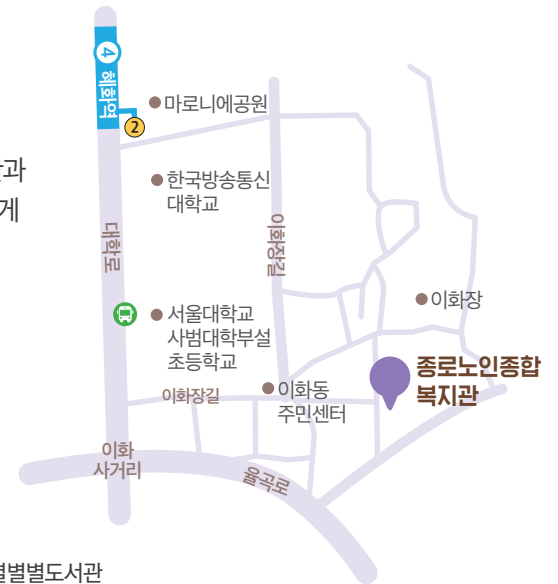 4
혜화역
2
마로니에공원
과
한국방송통신
대학교
게
이화장길
대학로
이화장
서울대학교
사범대학부설
초등학교
종로노인종합
복지관
이화장길
이화동
주민센터
이화
사거리
율곡로
별별도서관